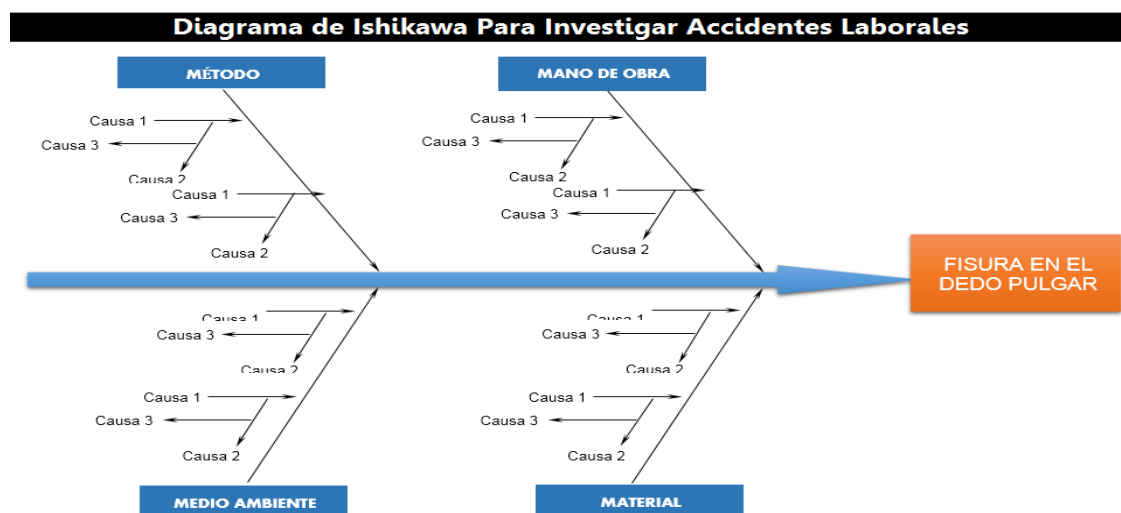 Diagrama de Ishikawa Para Investigar Accidentes Laborales
MÉTODO
MANO DE OBRA
Causa 1
Causa 3
Causa 2
Causa 1
Causa 3
Causa 2
Causa 1
Causa 3
Causa 2
Causa 1
Causa 3
Causa 2
FISURA EN EL
DEDO PULGAR
Causa 1
Causa 3
Causa 2
Causa 1
Causa 3
Causa 2
Causa 1
Causa 3
Causa 2
Causa 1
Causa 3
Causa 2
MEDIO AMBIENTE
MATERIAL